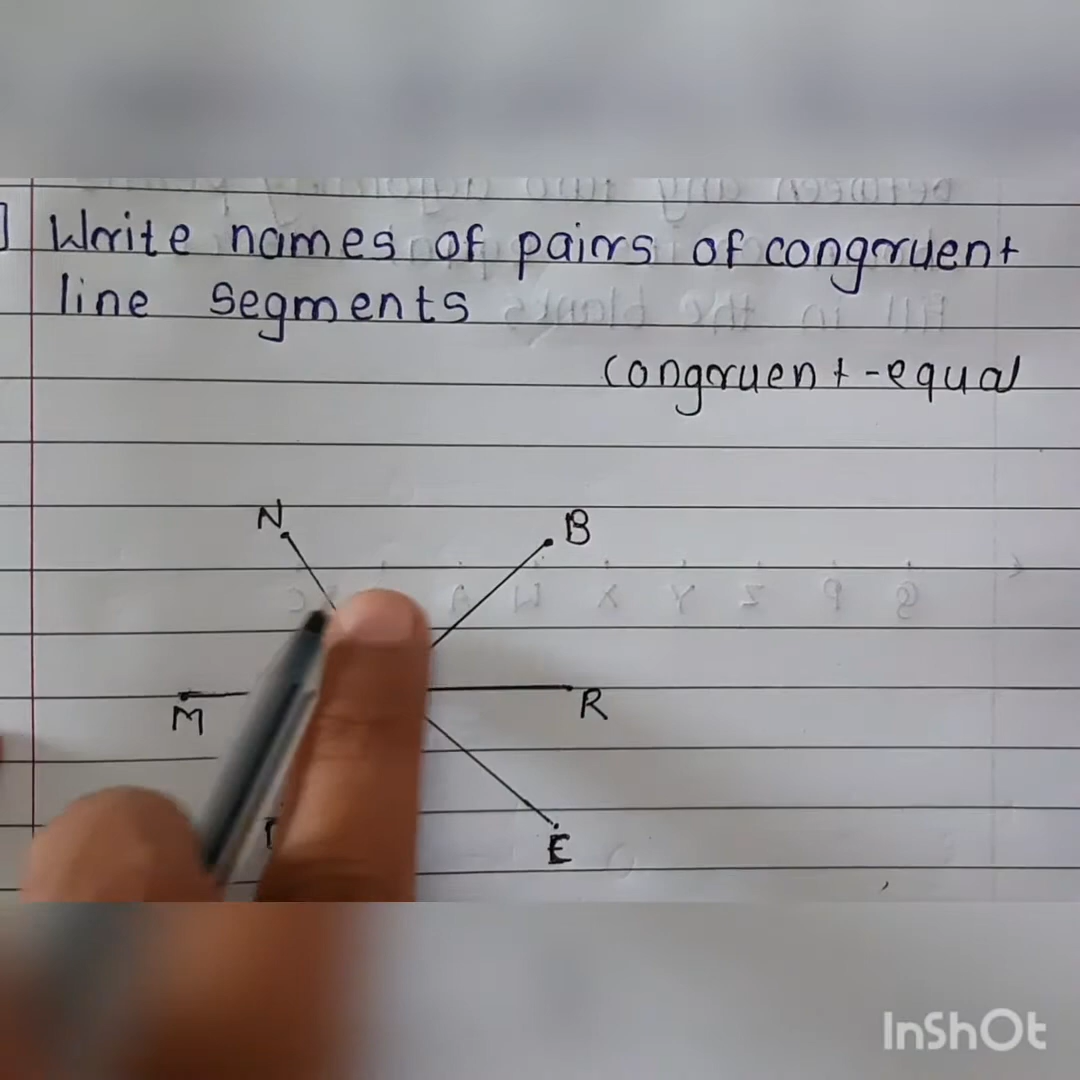 Write names of pairs of congruent
line segments
congruent - equal
N
B
M
R
E
InShOt